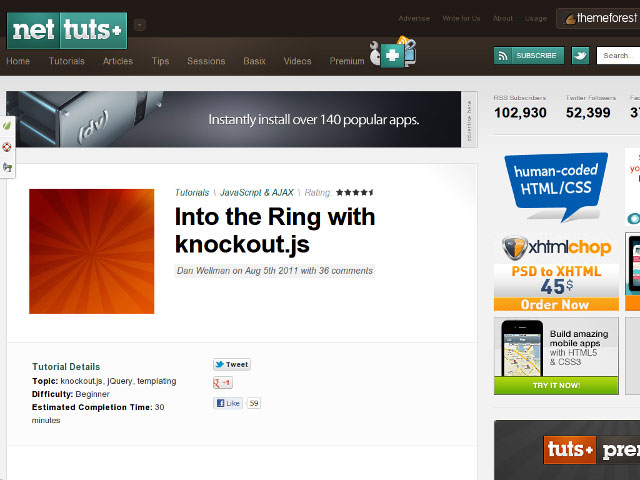 net tuts+
Advertise Write for Us About Usage
themeforest
Home Tutorials Articles Tips Sessions Basix Videos Premium
SUBSCRIBE
Search...
(dv)
Instantly install over 140 popular apps.
advertise here
RSS Subscribers Twitter Followers
102,930 52,399
human-coded
HTML/CSS
Tutorials \ JavaScript & AJAX \ Rating:
Into the Ring with
knockout.js
Dan Wellman on Aug 5th 2011 with 36 comments
xhtmlchop
PSD to XHTML
45$
Order Now
Build amazing
mobile apps
with HTML5
& CSS3
TRY IT NOW!
Tutorial Details
Topic: knockout.js, jQuery, templating
Difficulty: Beginner
Estimated Completion Time: 30
minutes
Tweet
+1
Like 59
tuts+